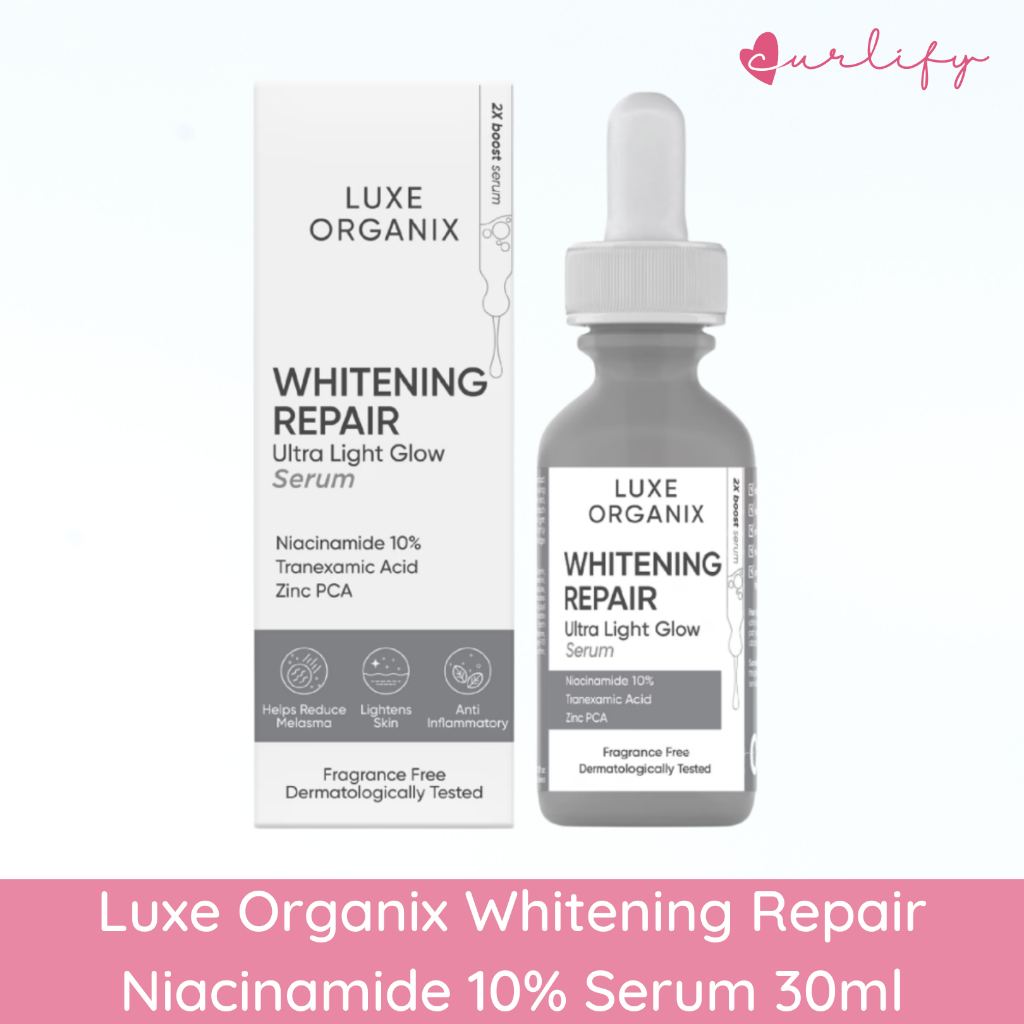 curlify
2X boost serum
LUXE
ORGANIX
WHITENING
REPAIR
Ultra Light Glow
Serum
Niacinamide 10%
Tranexamic Acid
Zinc PCA
Helps Reduce
Melasma
Lightens
Skin
Anti
Inflammatory
Fragrance Free
Dermatologically Tested
LUXE
ORGANIX
2X boost serum
WHITENING
REPAIR
Ultra Light Glow
Serum
Niacinamide 10%
Tranexamic Acid
Zinc PCA
Fragrance Free
Dermatologically Tested
Luxe Organix Whitening Repair
Niacinamide 10% Serum 30ml